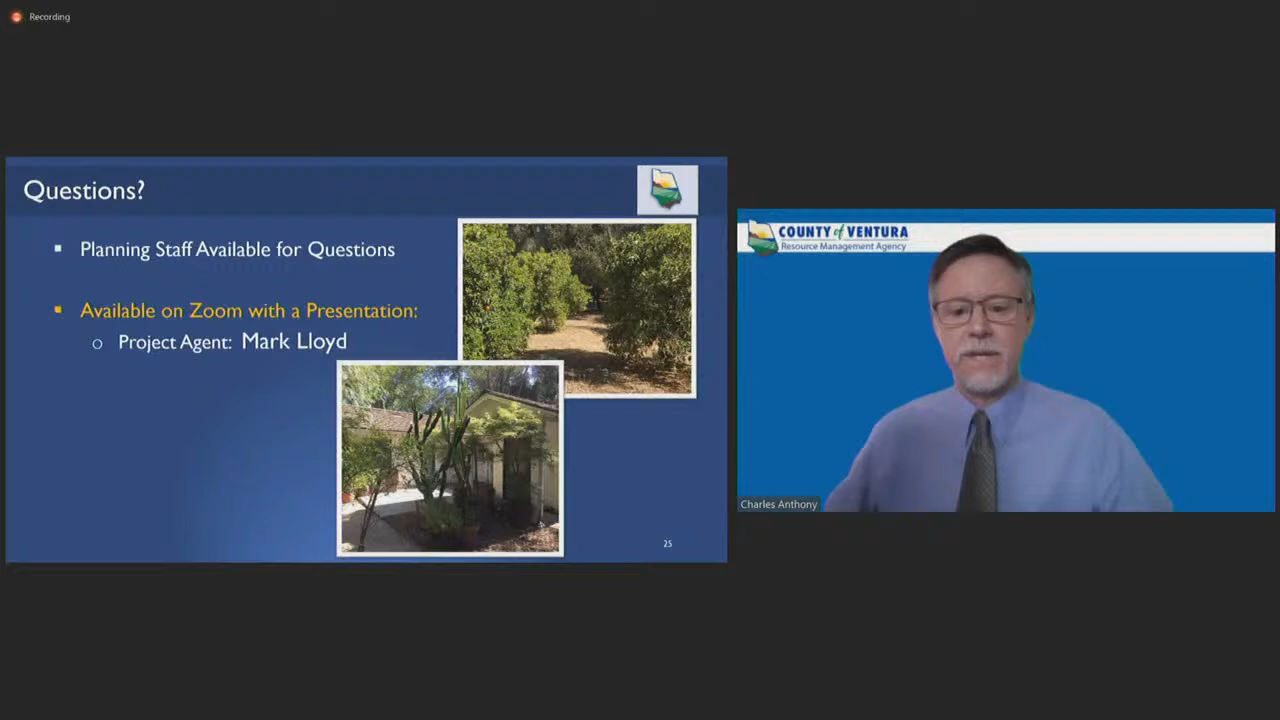 Recording
Questions?
▪ Planning Staff Available for Questions
▪ Available on Zoom with a Presentation:
o Project Agent: Mark Lloyd
25
COUNTY of VENTURA
Resource Management Agency
Charles Anthony